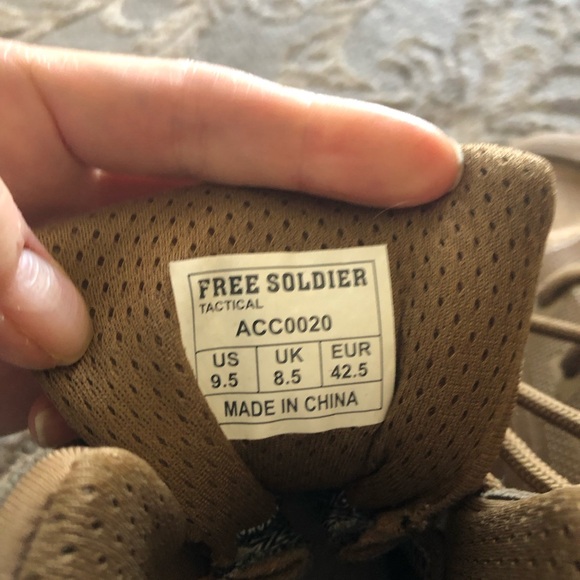 FREE SOLDIER
TACTICAL
ACC0020
US UK EUR
9.5 8.5 42.5
MADE IN CHINA